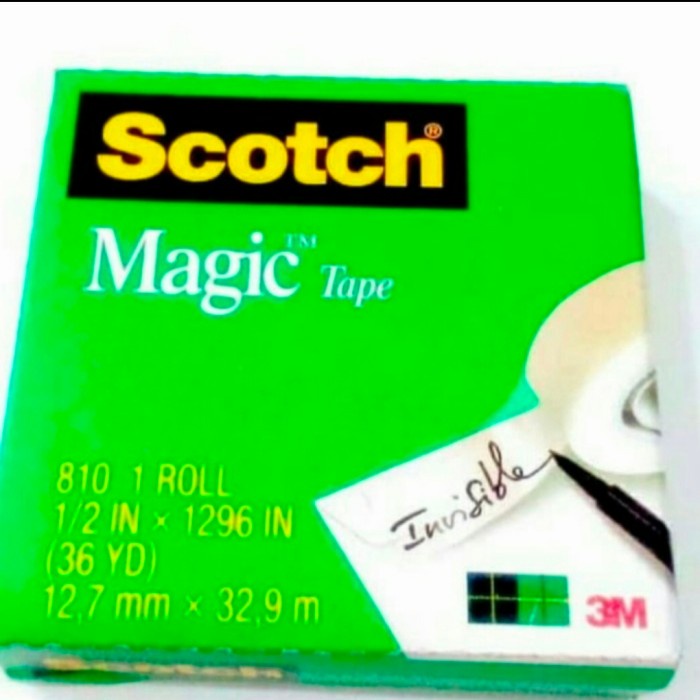 Scotch®
Magic™ Tape
810 1 ROLL
1/2 IN × 1296 IN
(36 YD)
12,7 mm × 32,9 m
Invisible
3M